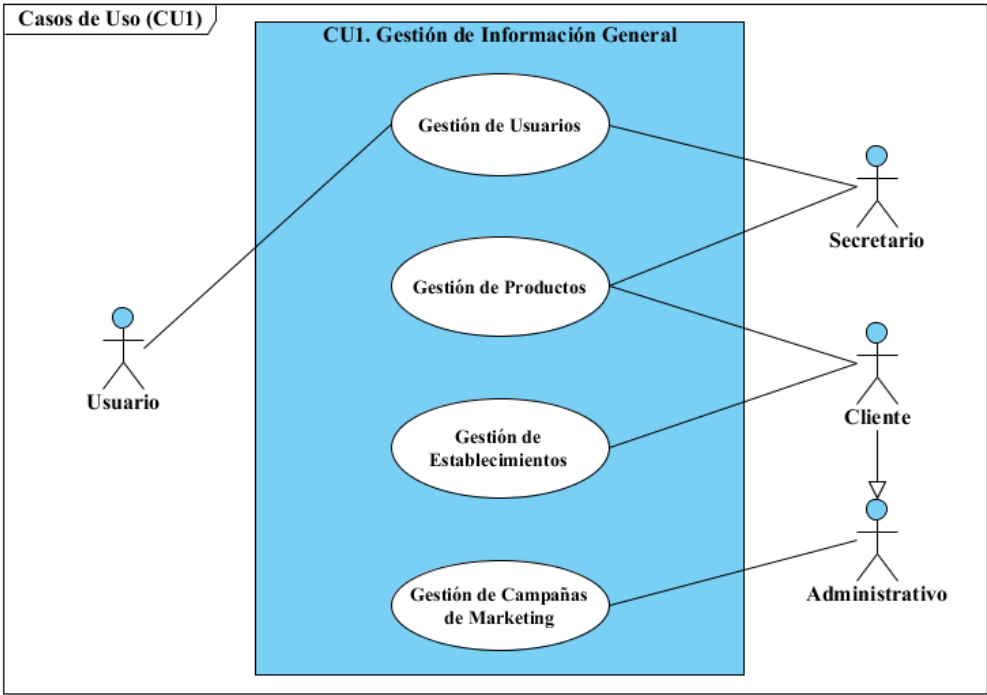 Casos de Uso (CU1)
CU1. Gestión de Información General
Gestión de Usuarios
Secretario
Gestión de Productos
Usuario
Cliente
Gestión de
Establecimientos
Administrativo
Gestión de Campañas
de Marketing